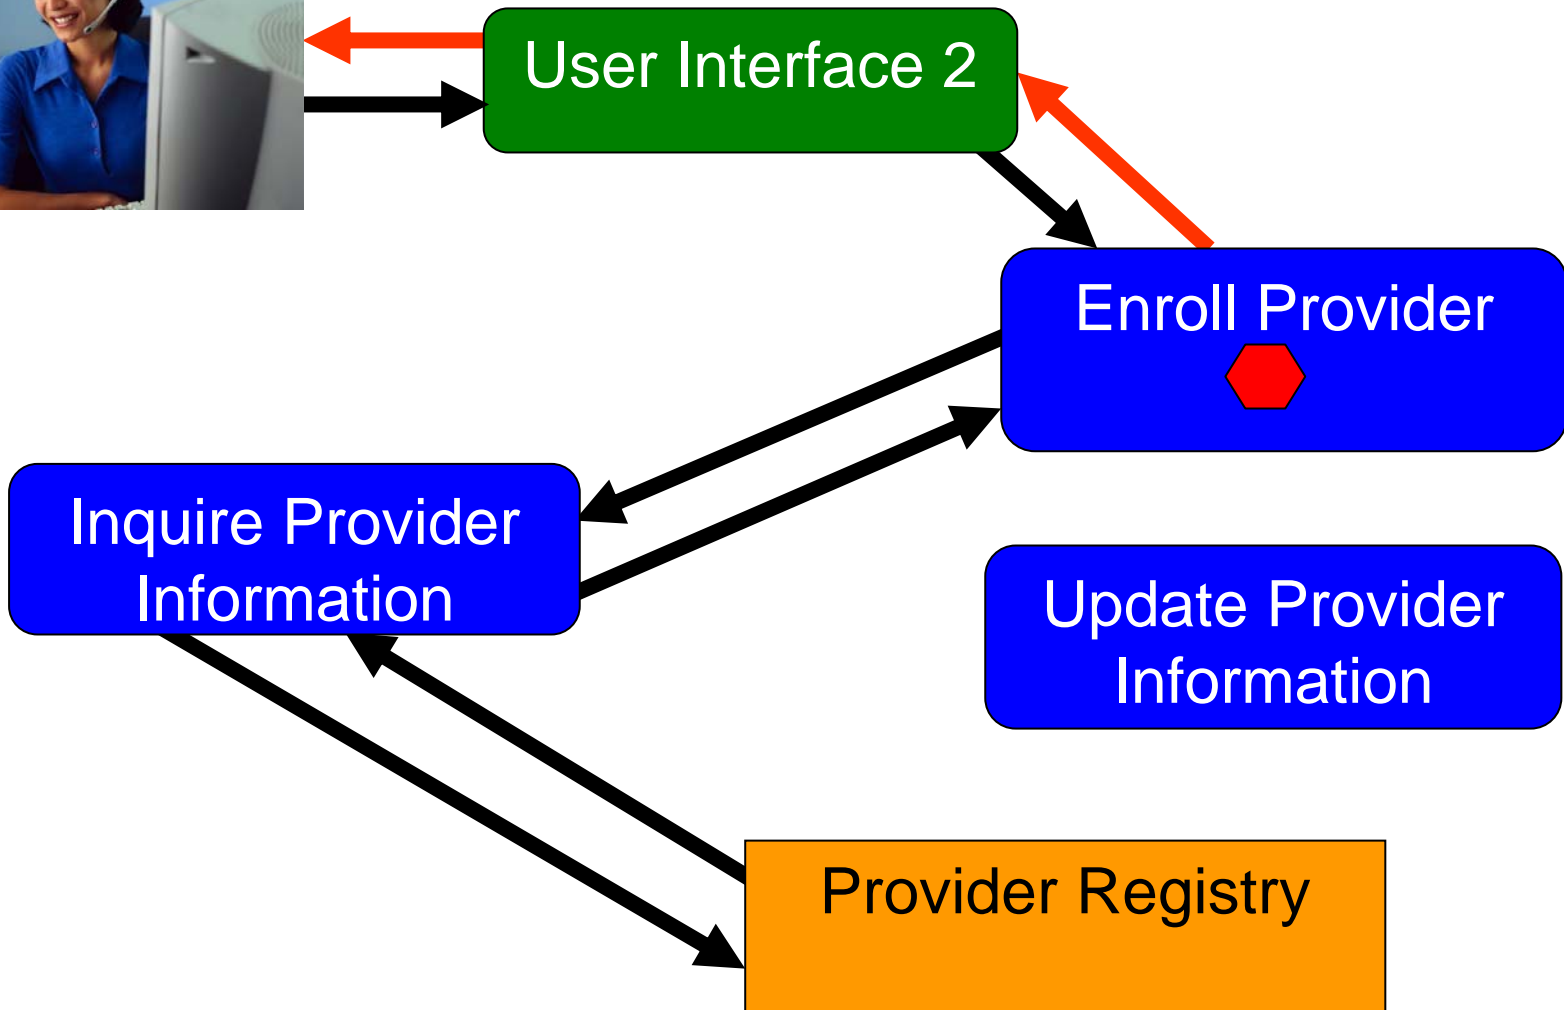 User Interface 2
Enroll Provider
Inquire Provider
Information
Update Provider
Information
Provider Registry